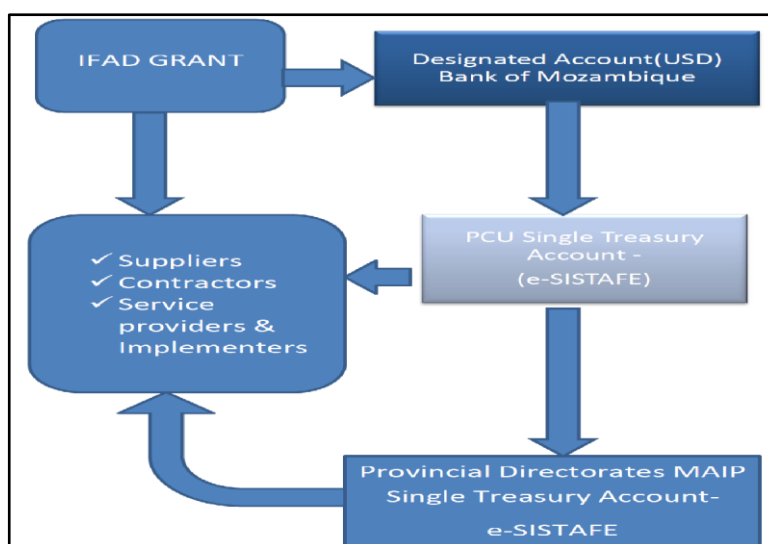 IFAD GRANT
Designated Account(USD)
Bank of Mozambique
PCU Single Treasury
Account -
(e-SISTAFE)
✓ Suppliers
✓ Contractors
✓ Service
providers &
Implementers
Provincial Directorates MAIP
Single Treasury Account-
e-SISTAFE